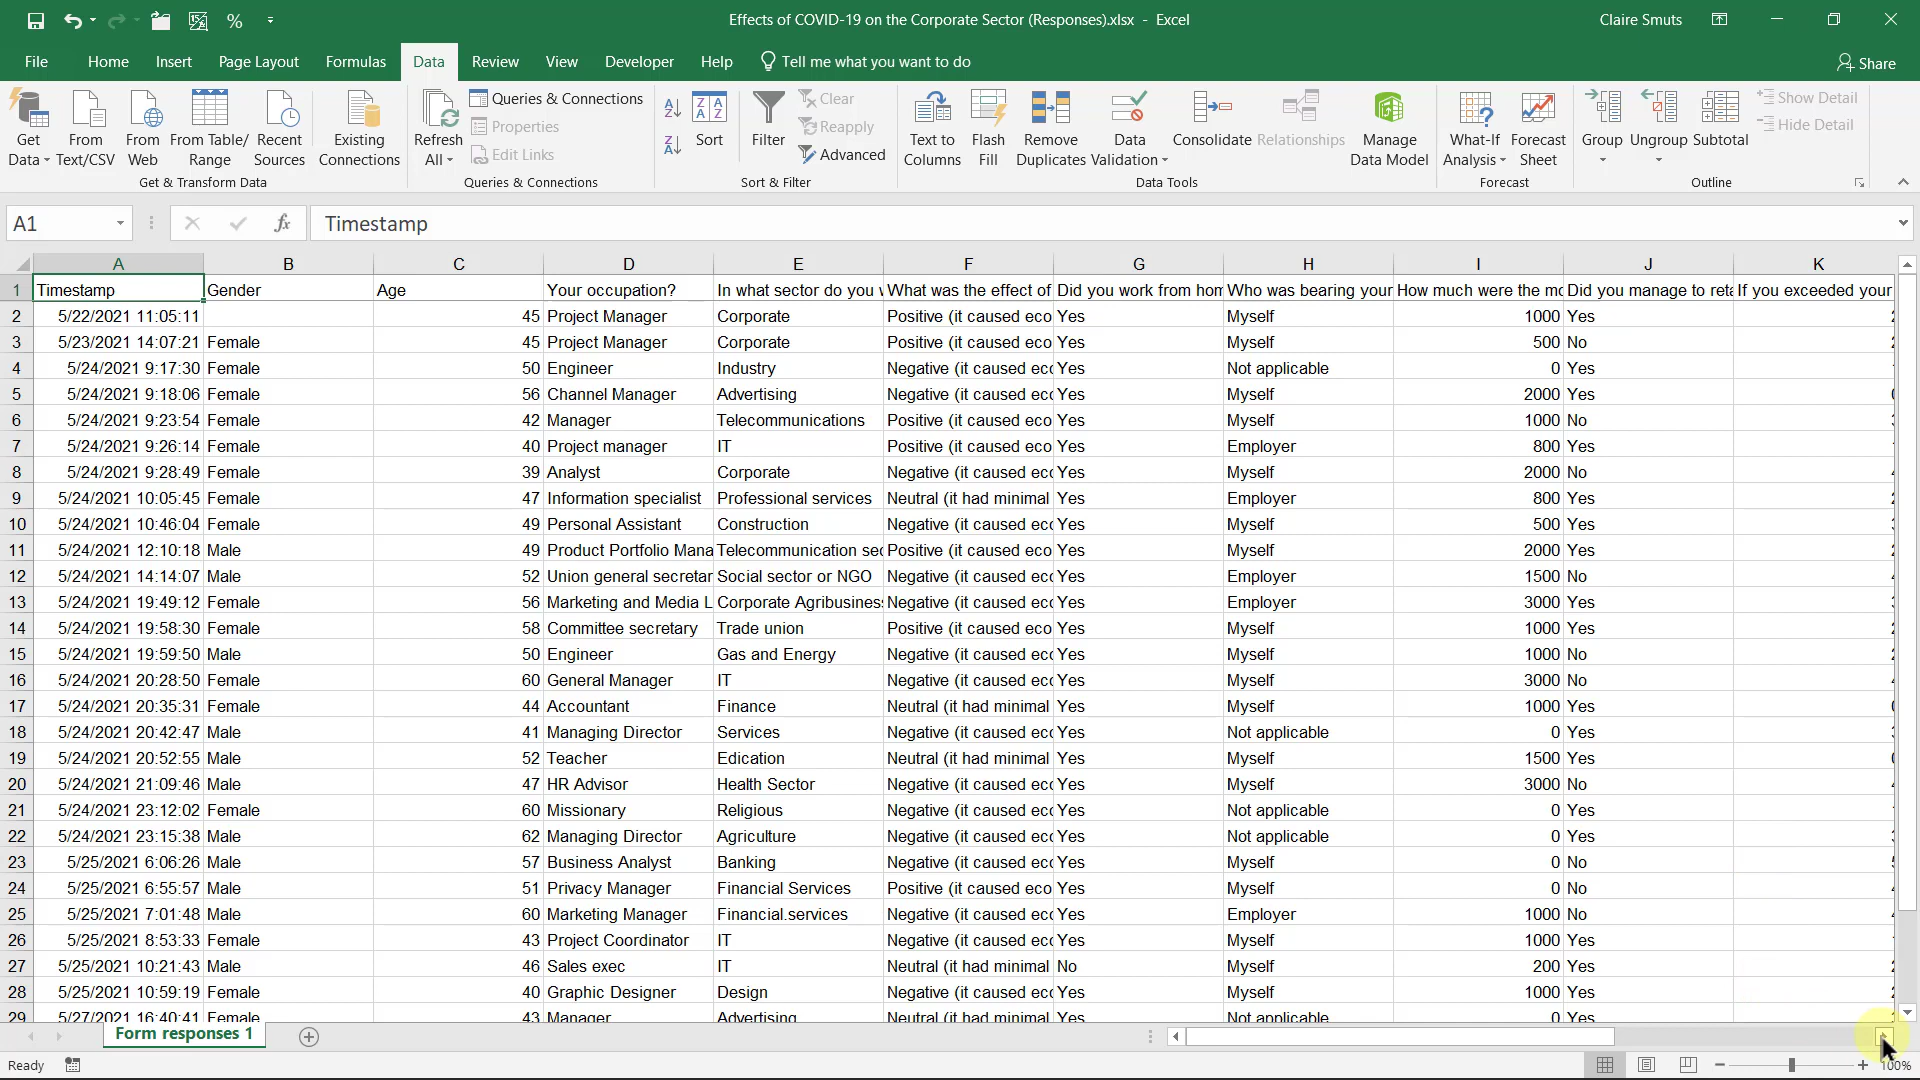 Effects of COVID-19 on the Corporate Sector (Responses).xlsx - Excel
Claire Smuts
File Home Insert Page Layout Formulas Data Review View Developer Help Tell me what you want to do Share
Get Data From Text/CSV From Web From Table/ Range Recent Sources Existing Connections
Get & Transform Data
Refresh All Queries & Connections Properties Edit Links
Queries & Connections
Sort Filter Clear Reapply Advanced
Sort & Filter
Text to Columns Flash Fill Remove Duplicates Data Validation Consolidate Relationships Manage Data Model
Data Tools
What-If Analysis Forecast Sheet
Forecast
Group Ungroup Subtotal Show Detail Hide Detail
Outline
A1 fx Timestamp
A B C D E F G H I J K
1 Timestamp Gender Age Your occupation? In what sector do you What was the effect of Did you work from Who was bearing your How much were the Did you manage to If you exceeded your
2 5/22/2021 11:05:11 45 Project Manager Corporate Positive (it caused eco Yes Myself 1000 Yes
3 5/23/2021 14:07:21 Female 45 Project Manager Corporate Positive (it caused eco Yes Myself 500 No
4 5/24/2021 9:17:30 Female 50 Engineer Industry Negative (it caused ec Yes Not applicable 0 Yes
5 5/24/2021 9:18:06 Female 56 Channel Manager Advertising Negative (it caused ec Yes Myself 2000 Yes
6 5/24/2021 9:23:54 Female 42 Manager Telecommunications Positive (it caused eco Yes Myself 1000 No
7 5/24/2021 9:26:14 Female 40 Project manager IT Positive (it caused eco Yes Employer 800 Yes
8 5/24/2021 9:28:49 Female 39 Analyst Corporate Negative (it caused ec Yes Myself 2000 No
9 5/24/2021 10:05:45 Female 47 Information specialist Professional services Neutral (it had minimal Yes Employer 800 Yes
10 5/24/2021 10:46:04 Female 49 Personal Assistant Construction Negative (it caused ec Yes Myself 500 Yes
11 5/24/2021 12:10:18 Male 49 Product Portfolio Mana Telecommunication sec Positive (it caused eco Yes Myself 2000 Yes
12 5/24/2021 14:14:07 Male 52 Union general secretar Social sector or NGO Negative (it caused ec Yes Employer 1500 No
13 5/24/2021 19:49:12 Female 56 Marketing and Media L Corporate Agribusines Negative (it caused ec Yes Employer 3000 Yes
14 5/24/2021 19:58:30 Female 58 Committee secretary Trade union Positive (it caused eco Yes Myself 1000 Yes
15 5/24/2021 19:59:50 Male 50 Engineer Gas and Energy Negative (it caused ec Yes Myself 1000 No
16 5/24/2021 20:28:50 Female 60 General Manager IT Negative (it caused ec Yes Myself 3000 No
17 5/24/2021 20:35:31 Female 44 Accountant Finance Neutral (it had minimal Yes Myself 1000 Yes
18 5/24/2021 20:42:47 Male 41 Managing Director Services Negative (it caused ec Yes Not applicable 0 Yes
19 5/24/2021 20:52:55 Male 52 Teacher Edication Neutral (it had minimal Yes Myself 1500 Yes
20 5/24/2021 21:09:46 Male 47 HR Advisor Health Sector Negative (it caused ec Yes Myself 3000 No
21 5/24/2021 23:12:02 Female 60 Missionary Religious Negative (it caused ec Yes Not applicable 0 Yes
22 5/24/2021 23:15:38 Male 62 Managing Director Agriculture Negative (it caused ec Yes Not applicable 0 Yes
23 5/25/2021 6:06:26 Male 57 Business Analyst Banking Negative (it caused ec Yes Myself 0 No
24 5/25/2021 6:55:57 Male 51 Privacy Manager Financial Services Positive (it caused eco Yes Myself 0 No
25 5/25/2021 7:01:48 Male 60 Marketing Manager Financial.services Negative (it caused ec Yes Employer 1000 No
26 5/25/2021 8:53:33 Female 43 Project Coordinator IT Negative (it caused ec Yes Myself 1000 Yes
27 5/25/2021 10:21:43 Male 46 Sales exec IT Neutral (it had minimal No Myself 200 Yes
28 5/25/2021 10:59:19 Female 40 Graphic Designer Design Negative (it caused ec Yes Myself 1000 Yes
29 5/27/2021 16:40:41 Female 43 Manager Advertising Neutral (it had minimal Yes Not applicable 0 Yes
Form responses 1
Ready 100%